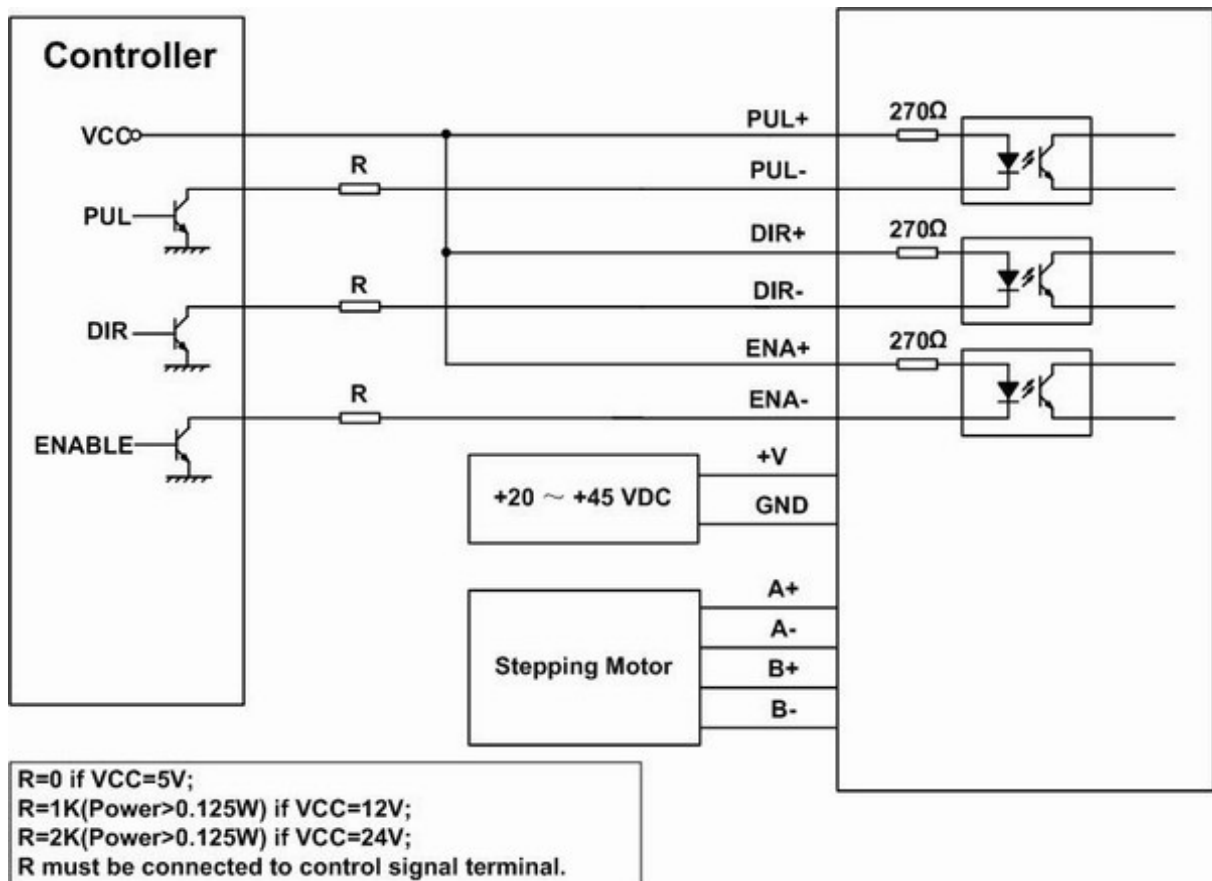 Controller
VCC
PUL+
270Ω
R
PUL-
PUL
DIR+
270Ω
R
DIR-
DIR
ENA+
270Ω
R
ENA-
ENABLE
+V
+20 ～ +45 VDC
GND
A+
A-
Stepping Motor
B+
B-
R=0 if VCC=5V;
R=1K(Power>0.125W) if VCC=12V;
R=2K(Power>0.125W) if VCC=24V;
R must be connected to control signal terminal.